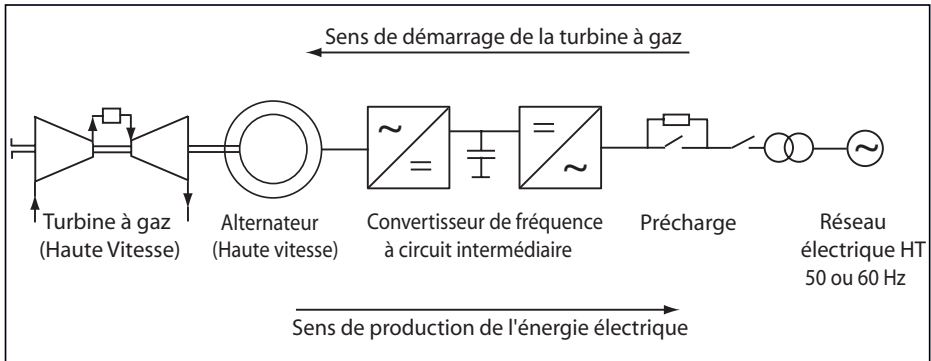 Sens de démarrage de la turbine à gaz
~
=
=
~
~
Turbine à gaz
(Haute Vitesse)
Alternateur
(Haute vitesse)
Convertisseur de fréquence
à circuit intermédiaire
Précharge
Réseau
électrique HT
50 ou 60 Hz
Sens de production de l'énergie électrique